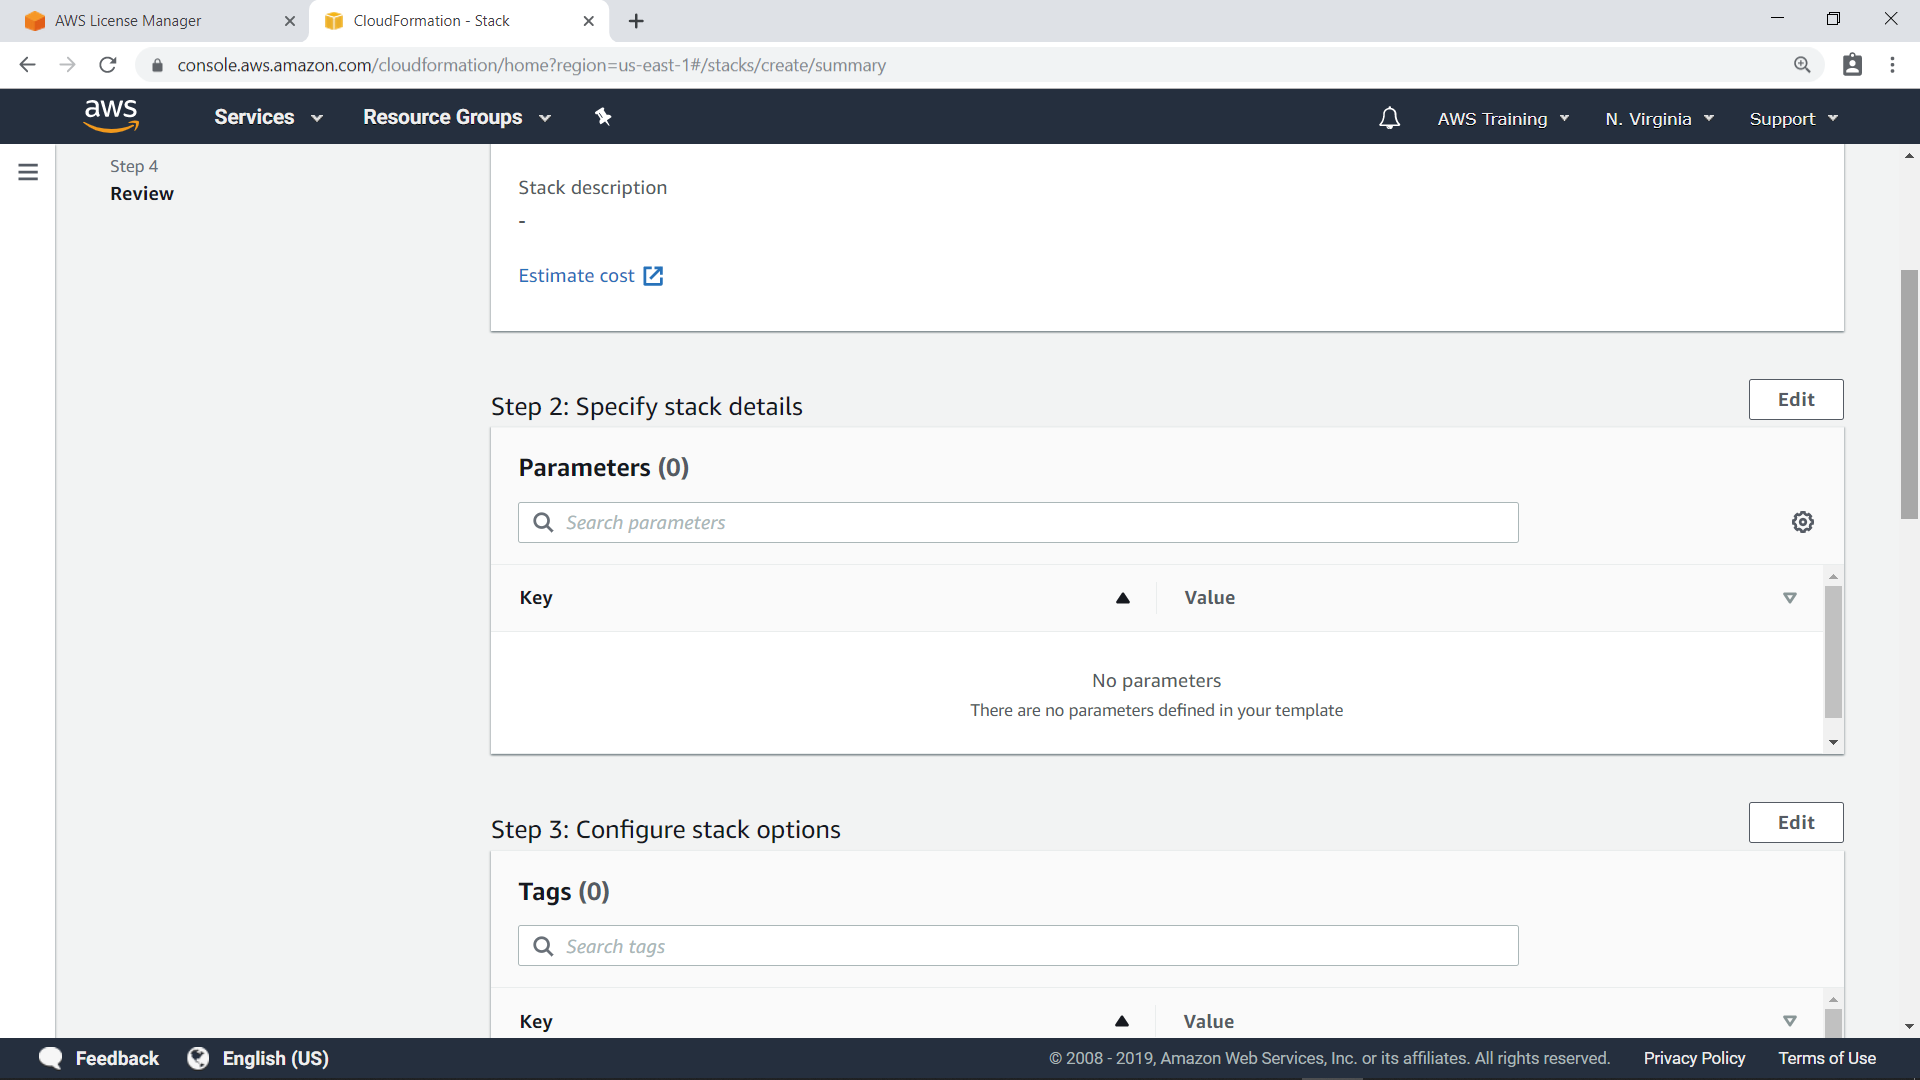 AWS License Manager
CloudFormation - Stack
console.aws.amazon.com/cloudformation/home?region=us-east-1#/stacks/create/summary
aws
Services
Resource Groups
AWS Training
N. Virginia
Support
Step 4
Review
Stack description
-
Estimate cost
Step 2: Specify stack details
Edit
Parameters (0)
Search parameters
Key
Value
No parameters
There are no parameters defined in your template
Step 3: Configure stack options
Edit
Tags (0)
Search tags
Key
Value
Feedback
English (US)
© 2008 - 2019, Amazon Web Services, Inc. or its affiliates. All rights reserved.
Privacy Policy
Terms of Use